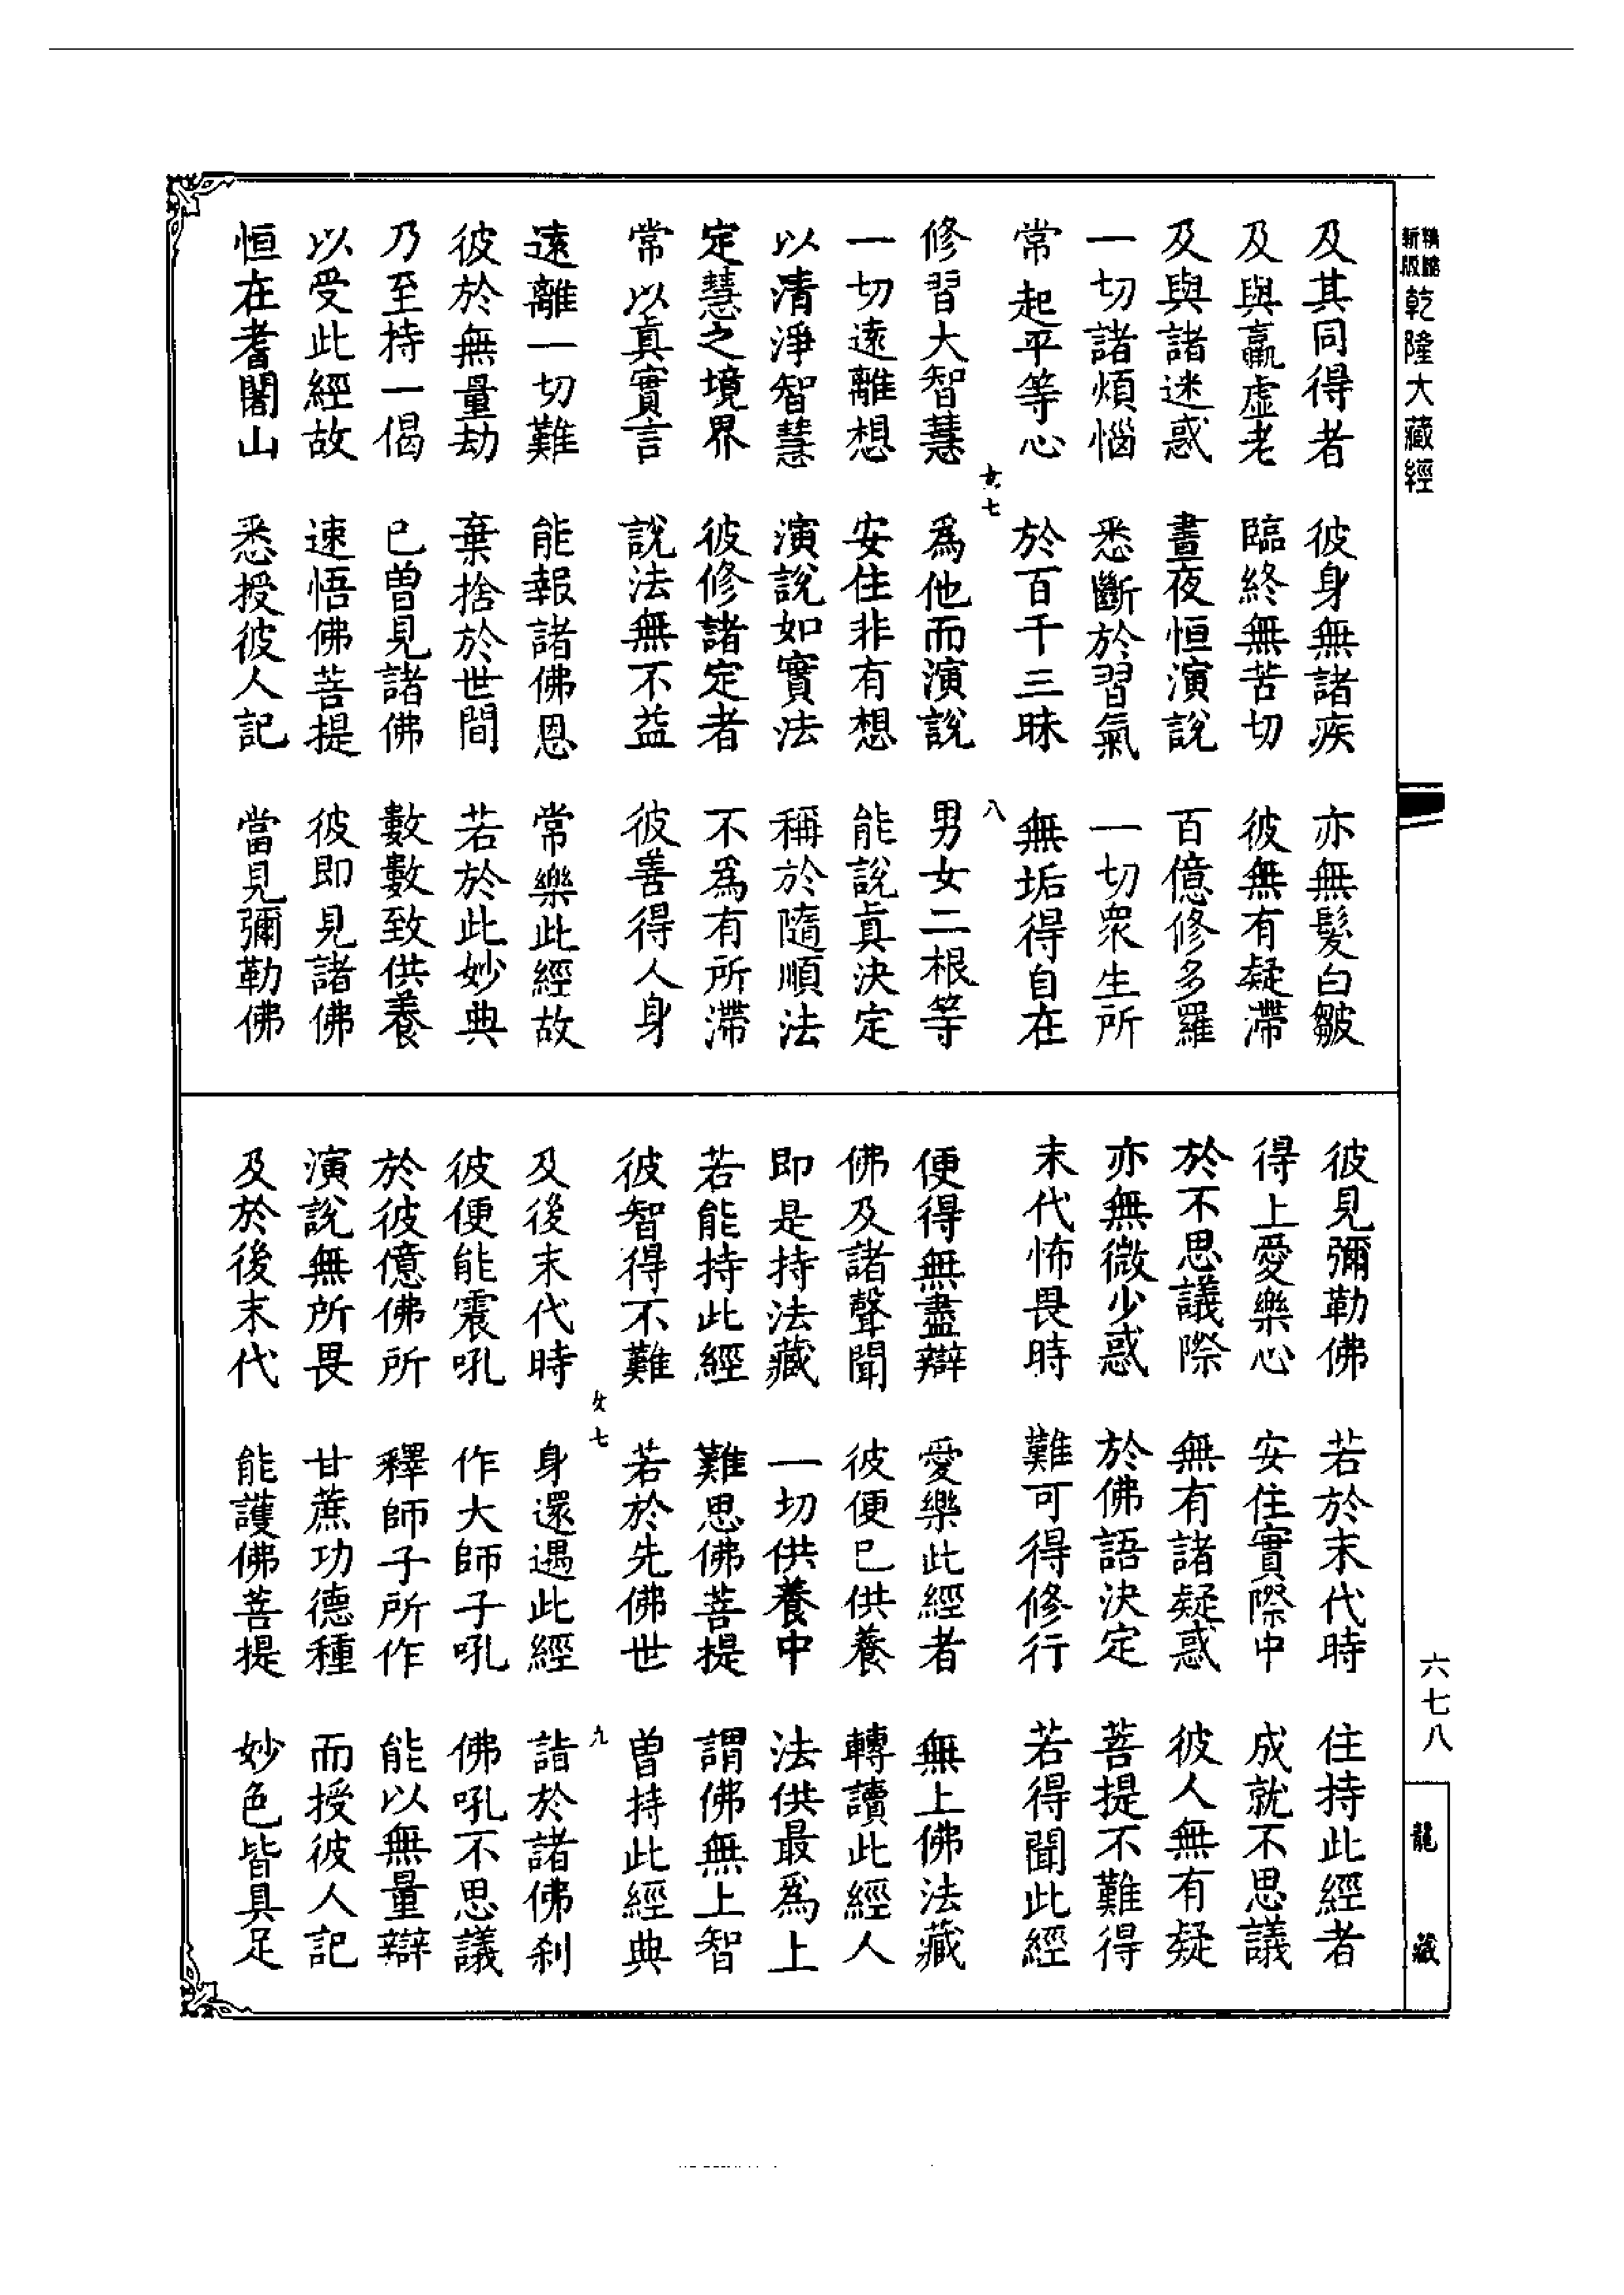 乾隆大藏經
及其同得者　彼身無諸疾　亦無髮白皺
及與羸虛老　臨終無苦切　彼無有疑滯
及與諸迷惑　晝夜恒演說　百億修多羅
一切諸煩惱　悉斷於習氣　一切衆生所
常起平等心　於百千三昧　無垢得自在
七　八
修習大智慧　爲他而演說　男女二根等
一切遠離想　安住非有想　能說眞決定
以清淨智慧　演說如實法　稱於隨順法
定慧之境界　彼修諸定者　不爲有所滯
常以眞實言　說法無不益　彼善得人身
遠離一切難　能報諸佛恩　常樂此經故
彼於無量劫　棄捨於世間　若於此妙典
乃至持一偈　已曾見諸佛　數數致供養
以受此經故　速悟佛菩提　彼即見諸佛
恒在耆闍山　悉授彼人記　當見彌勒佛
彼見彌勒佛　若於末代時　住持此經者
得上愛樂心　安住實際中　成就不思議
於不思議際　無有諸疑惑　彼人無有疑
亦無微少惑　於佛語決定　菩提不難得
末代怖畏時　難可得修行　若得聞此經
便得無盡辯　愛樂此經者　無上佛法藏
佛及諸聲聞　彼便已供養　轉讀此經人
即是持法藏　一切供養中　法供最爲上
若能持此經　難思佛菩提　謂佛無上智
彼智得不難　若於先佛世　曾持此經典
女七　九
及後末代時　身還遇此經　詣於諸佛刹
彼便能震吼　作大師子吼　佛吼不思議
於彼億佛所　釋師子所作　能以無量辯
演說無所畏　甘蔗功德種　而授彼人記
及於後末代　能護佛菩提　妙色皆具足
六七八
龍藏